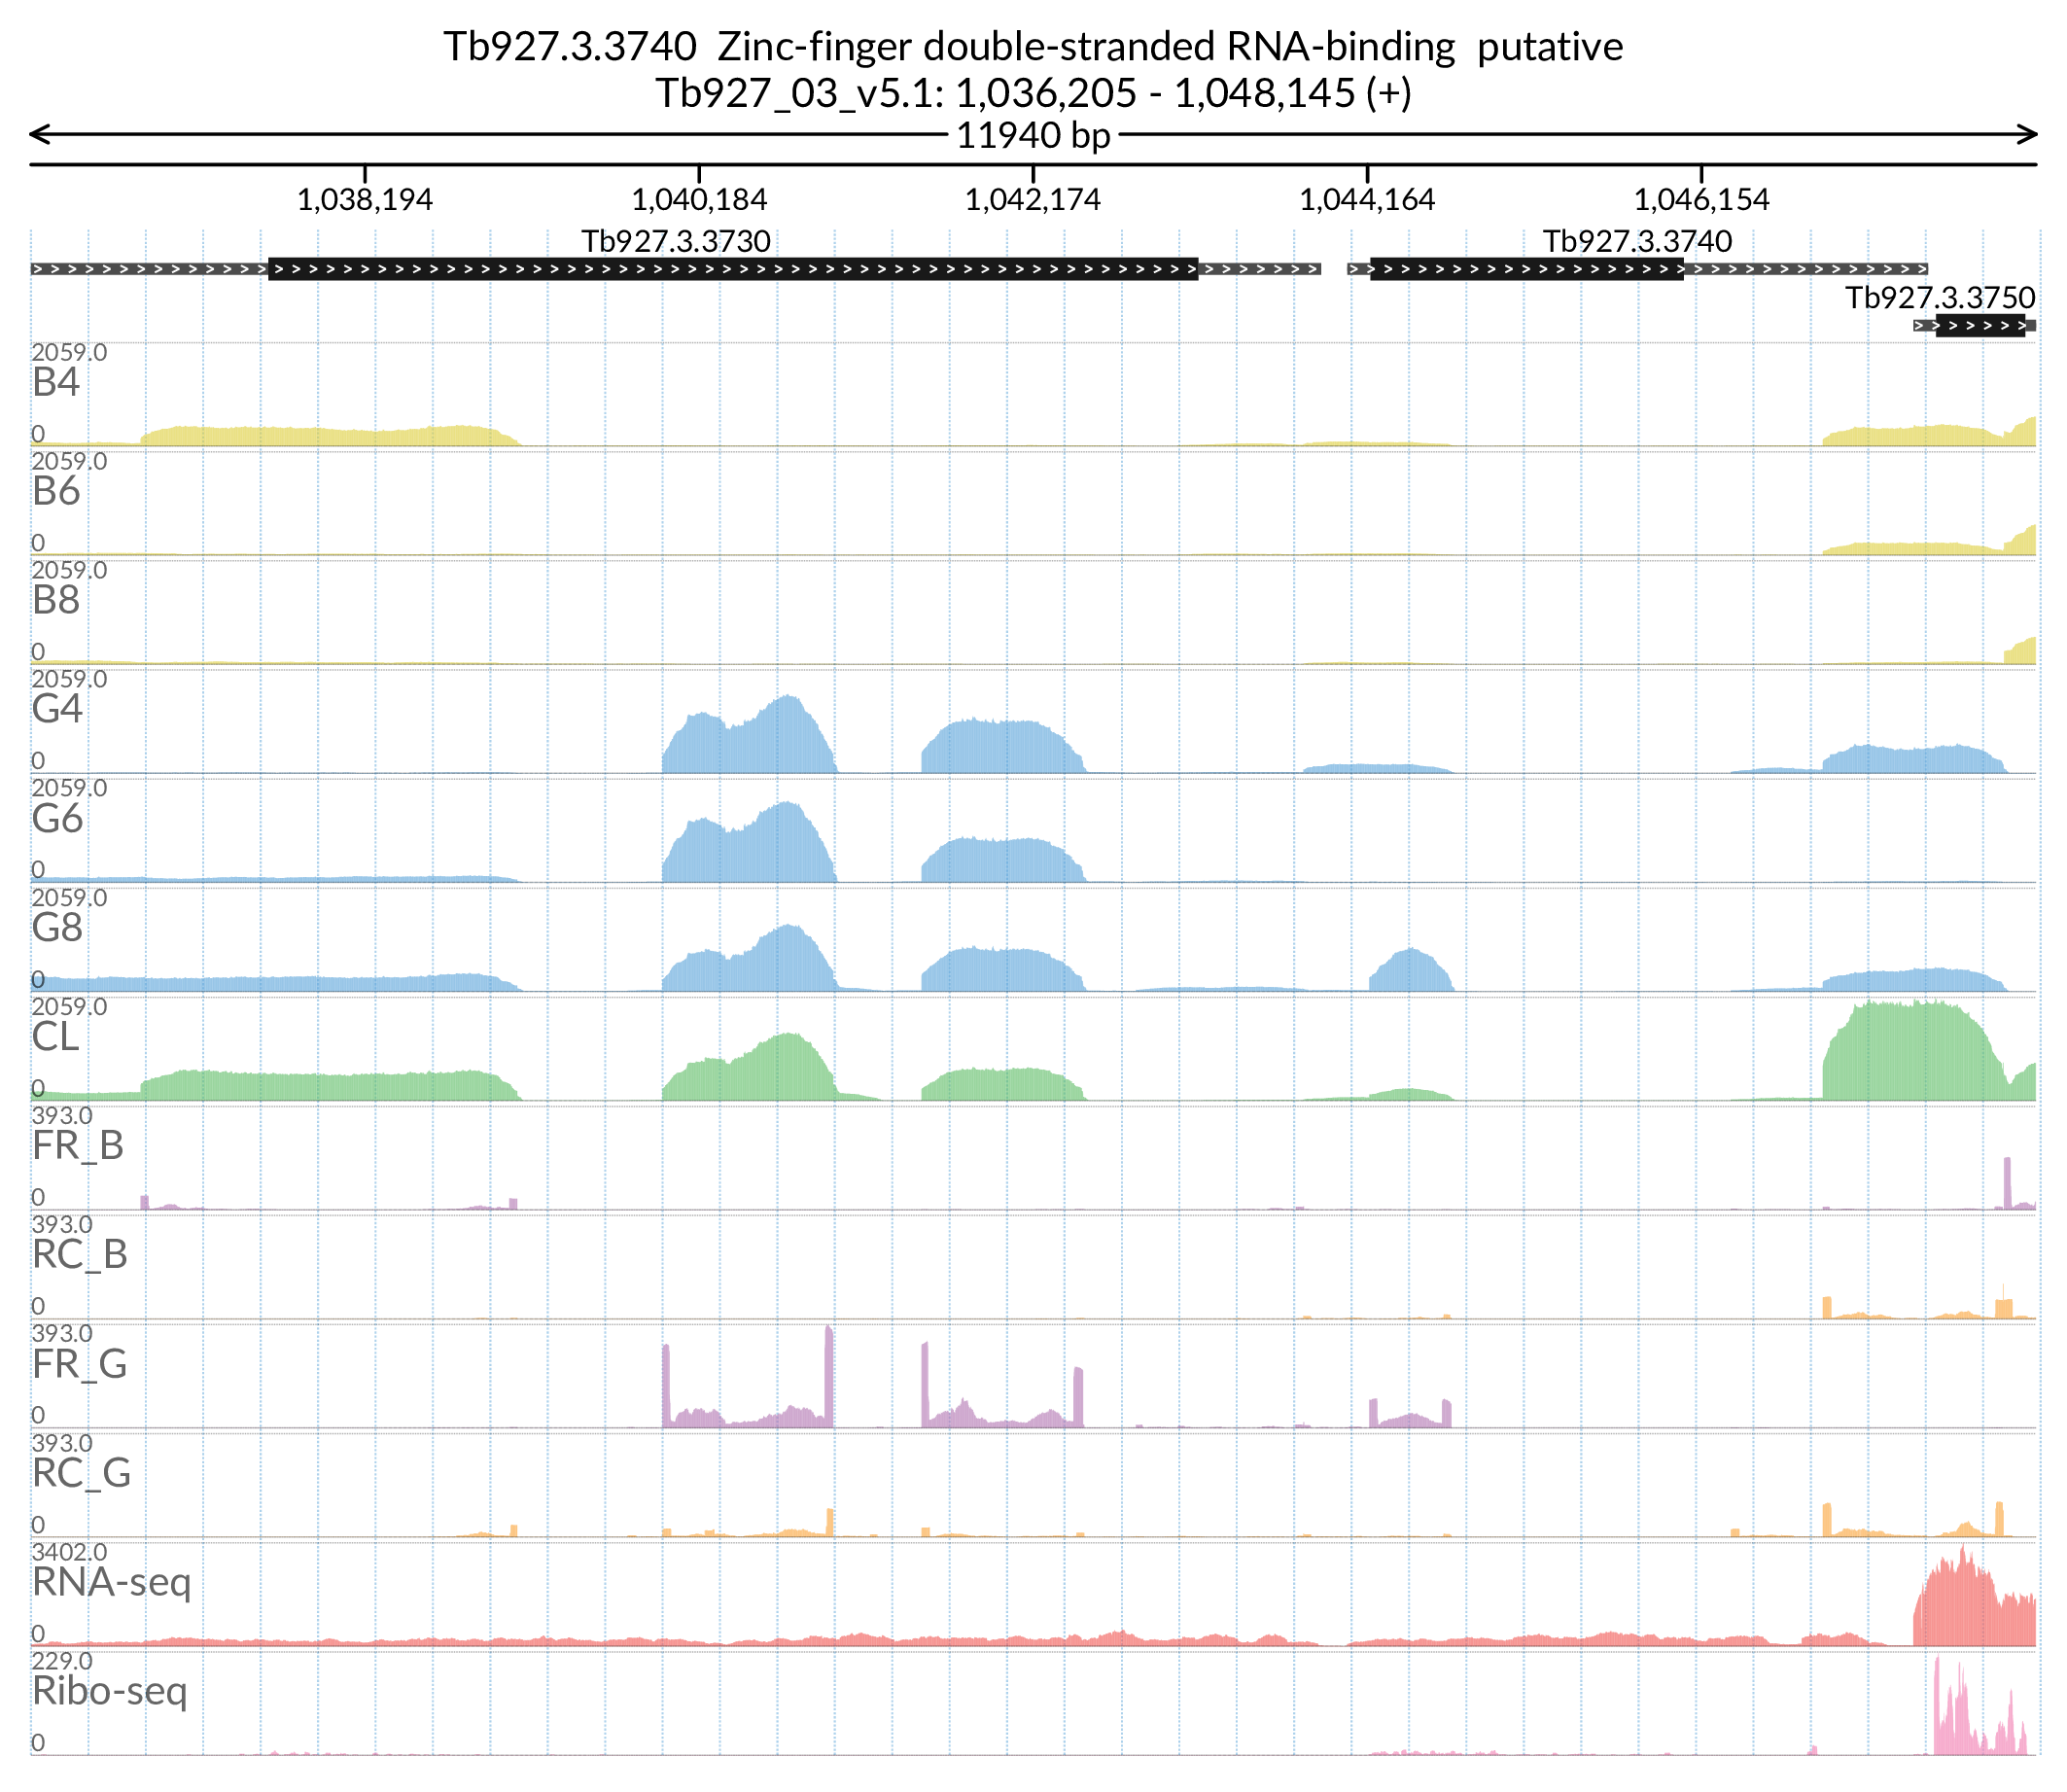 Tb927.3.3740  Zinc-finger double-stranded RNA-binding  putative
Tb927_03_v5.1: 1,036,205 - 1,048,145 (+)
11940 bp
1,038,194 1,040,184 1,042,174 1,044,164 1,046,154
Tb927.3.3730 Tb927.3.3740
Tb927.3.3750
2059.0
B4
0
2059.0
B6
0
2059.0
B8
0
2059.0
G4
0
2059.0
G6
0
2059.0
G8
0
2059.0
CL
0
393.0
FR_B
0
393.0
RC_B
0
393.0
FR_G
0
393.0
RC_G
0
3402.0
RNA-seq
0
229.0
Ribo-seq
0